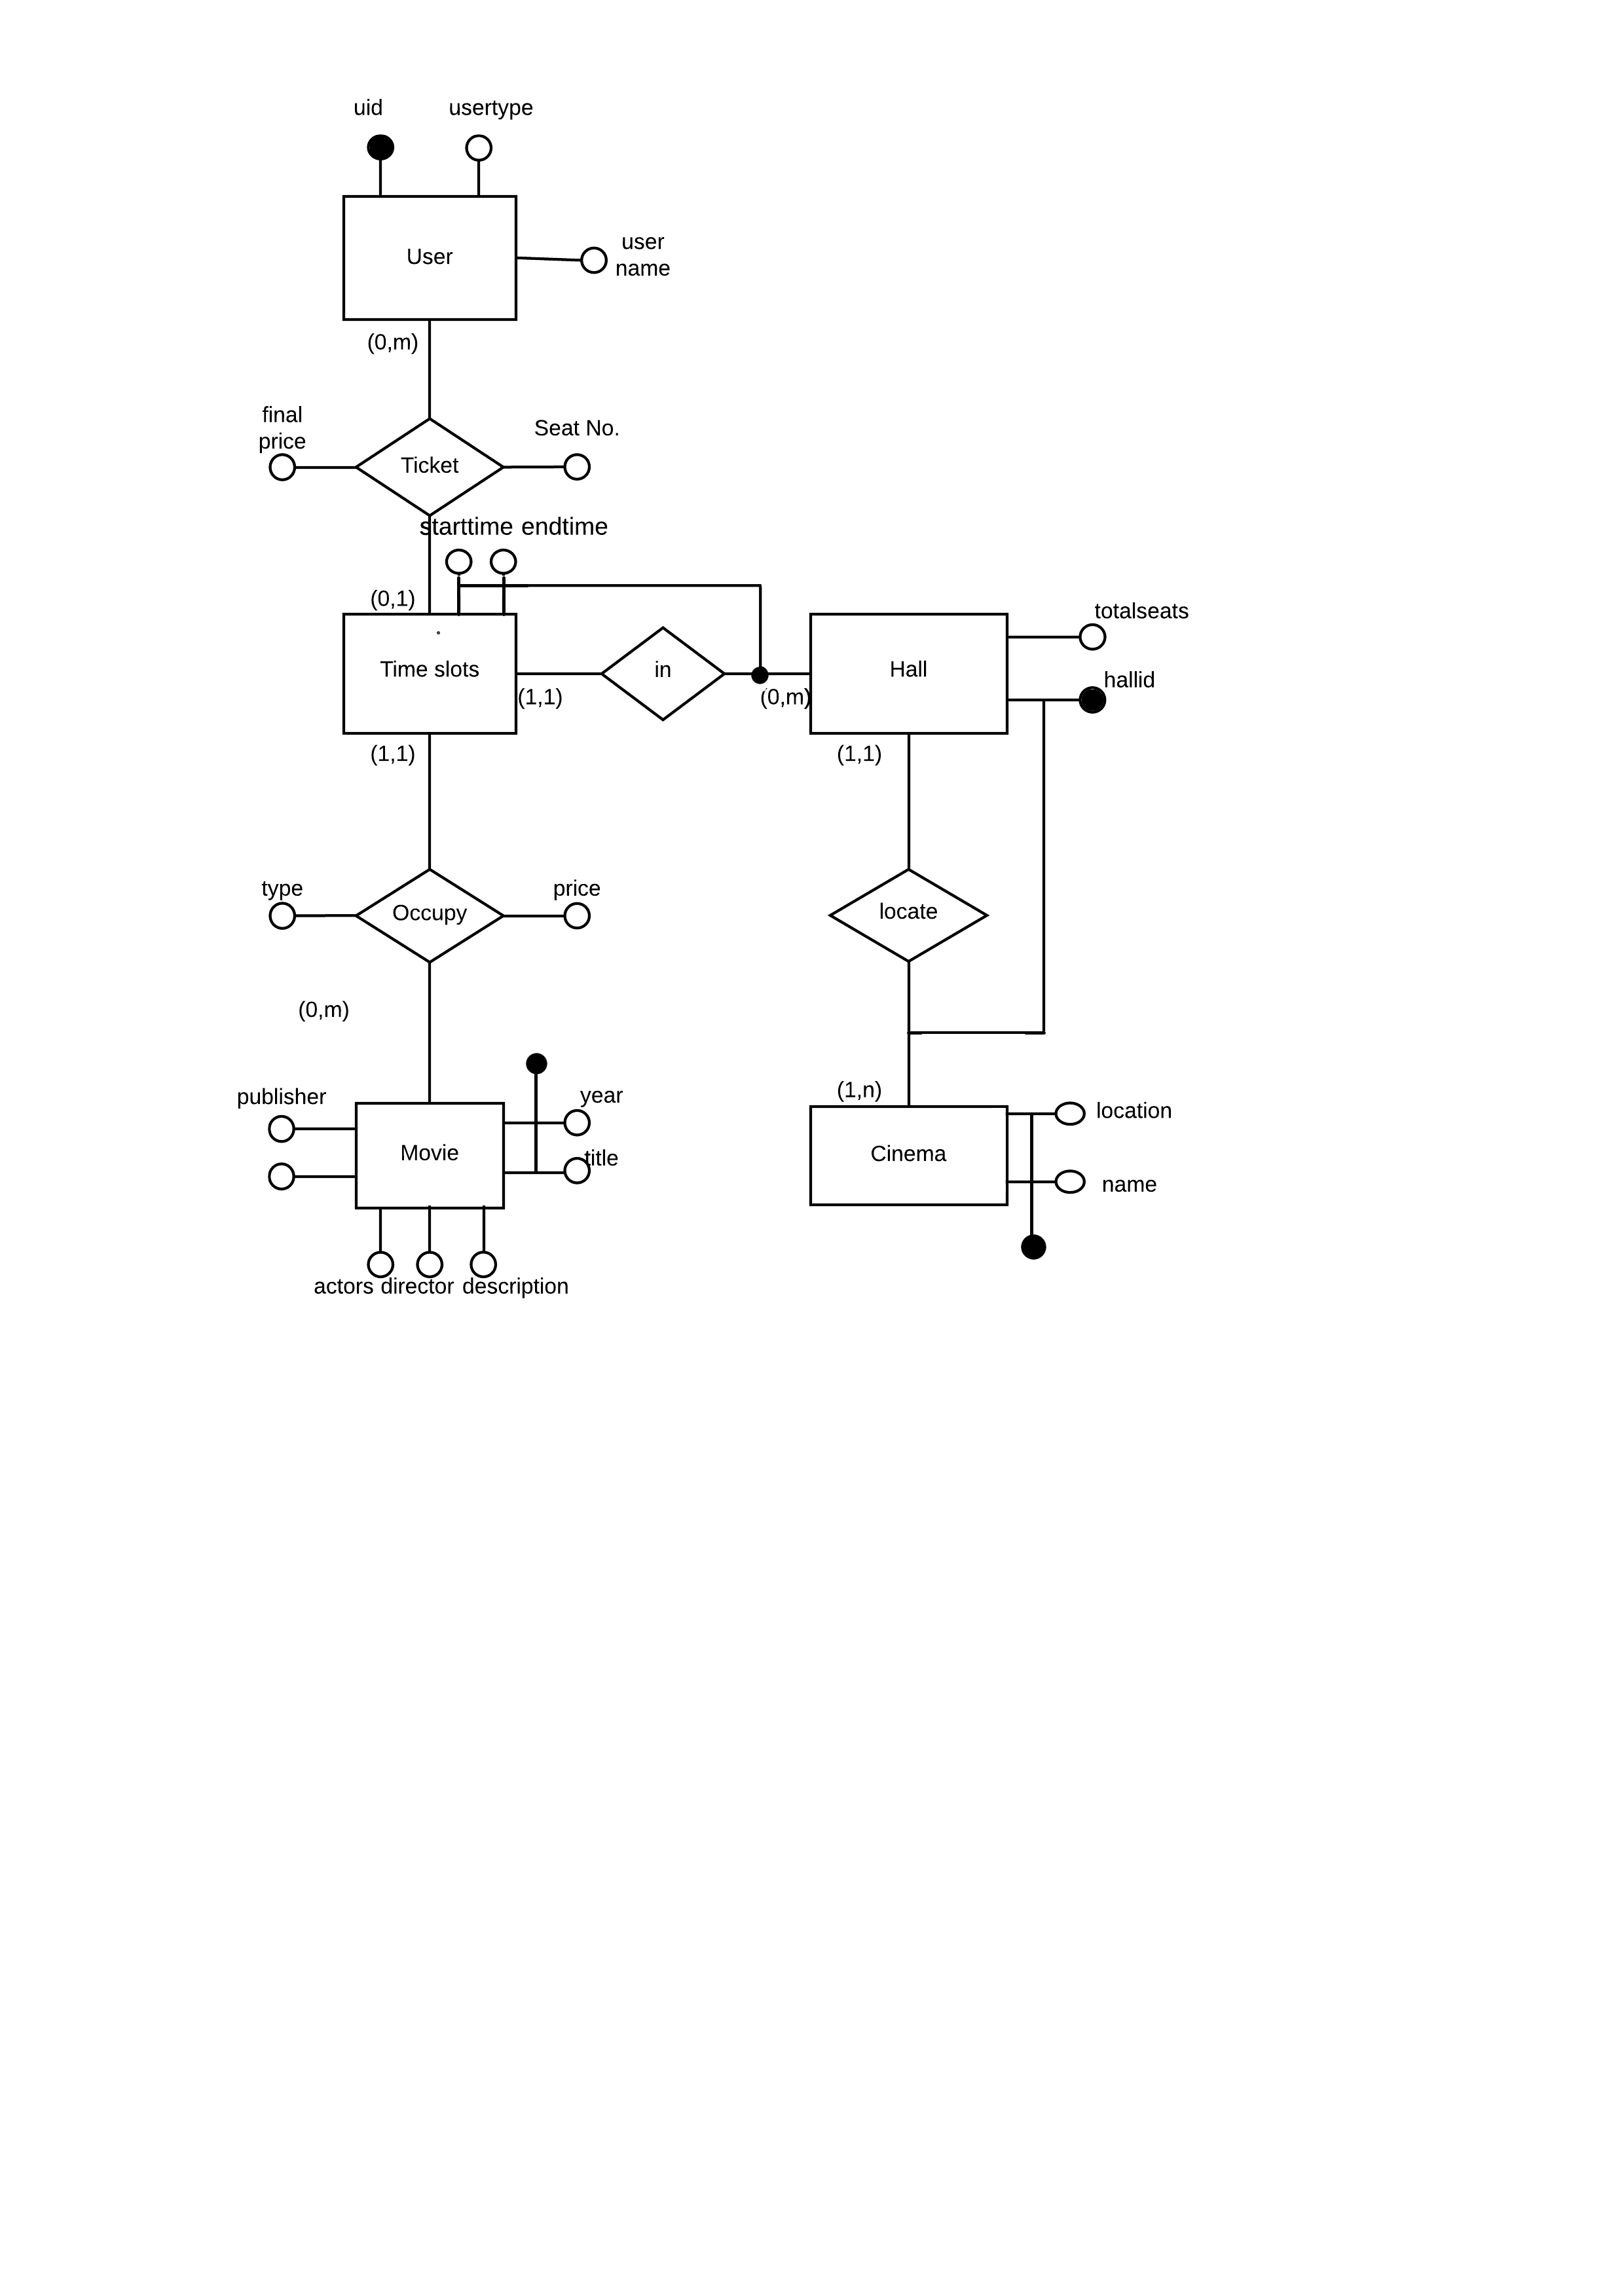 uid
usertype
User
user
name
(0,m)
final
price
Ticket
Seat No.
starttime endtime
(0,1)
Time slots
(1,1)
in
(0,m)
Hall
totalseats
hallid
(1,1)
(1,1)
type
Occupy
price
locate
(0,m)
publisher
Movie
year
title
(1,n)
Cinema
location
name
actors director description